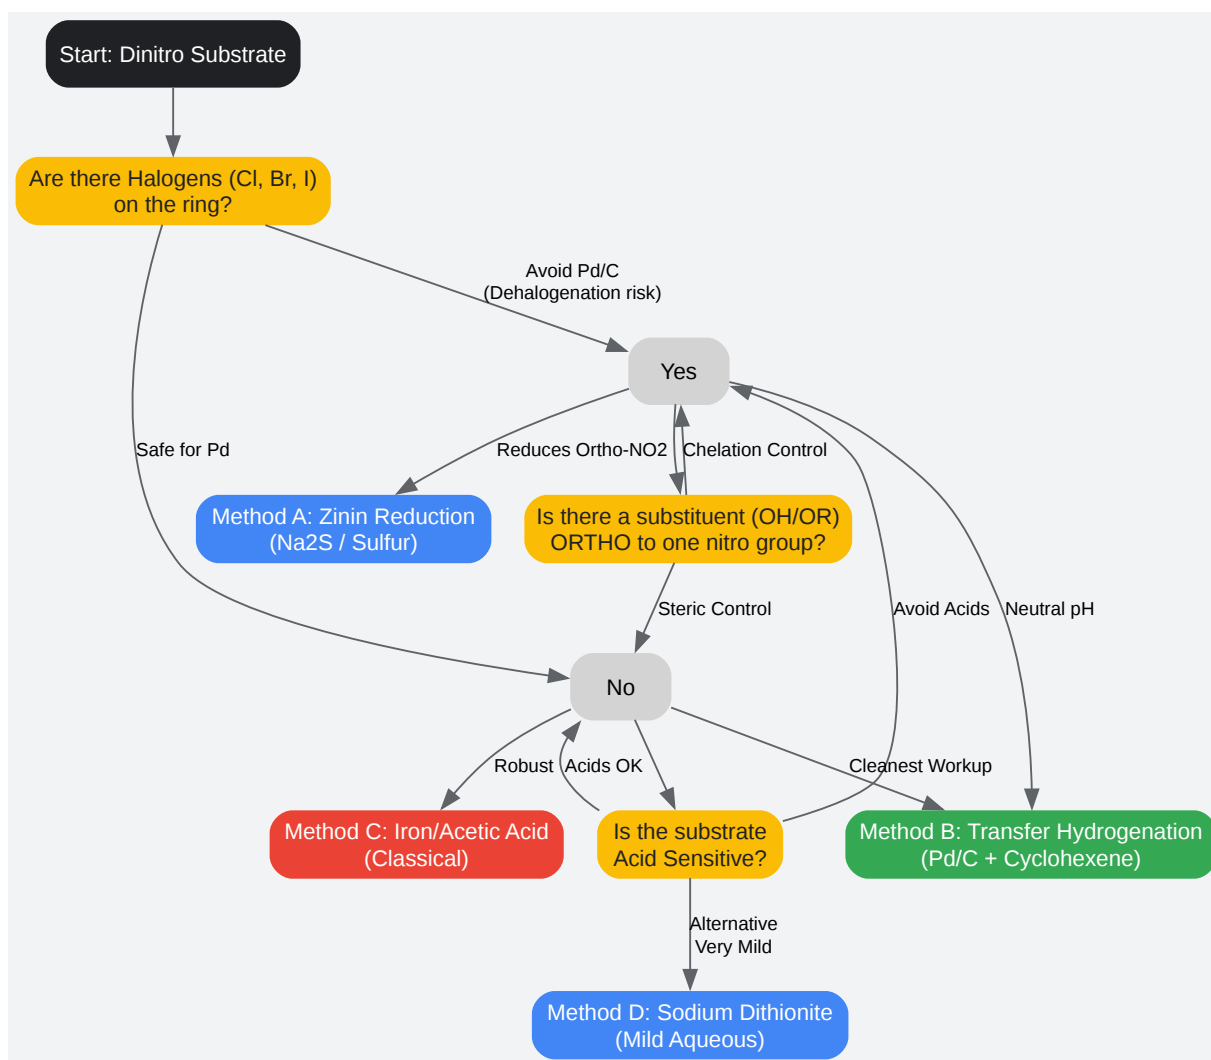 Start: Dinitro Substrate
Are there Halogens (Cl, Br, I)
on the ring?
Avoid Pd/C
(Dehalogenation risk)
Yes
Safe for Pd
Reduces Ortho-NO2
Chelation Control
Method A: Zinin Reduction
(Na2S / Sulfur)
Is there a substituent (OH/OR)
ORTHO to one nitro group?
Steric Control
Avoid Acids
Neutral pH
No
Robust
Acids OK
Cleanest Workup
Method C: Iron/Acetic Acid
(Classical)
Is the substrate
Acid Sensitive?
Method B: Transfer Hydrogenation
(Pd/C + Cyclohexene)
Alternative
Very Mild
Method D: Sodium Dithionite
(Mild Aqueous)